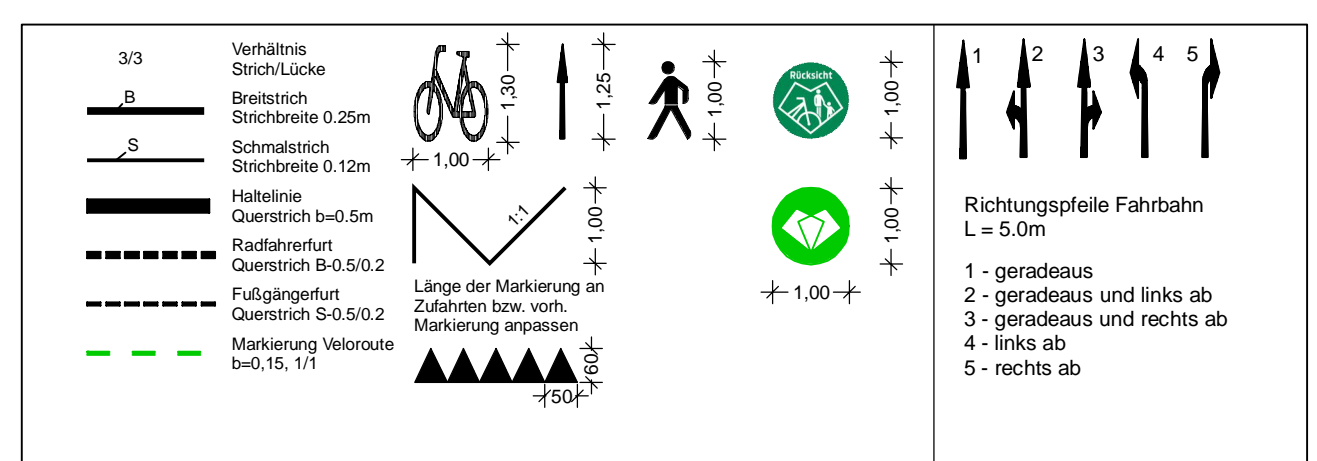 3/3
Verhältnis
Strich/Lücke
B
Breitstrich
Strichbreite 0.25m
S
Schmalstrich
Strichbreite 0.12m
Haltelinie
Querstrich b=0.5m
Radfahrerfurt
Querstrich B-0.5/0.2
Fußgängerfurt
Querstrich S-0.5/0.2
Markierung Veloroute
b=0,15, 1/1
1,30
1,00
1,25
1,00
Rücksicht
1,00
1:1
1,00
Länge der Markierung an
Zufahrten bzw. vorh.
Markierung anpassen
60
50
1,00
1,00
1 2 3 4 5
Richtungspfeile Fahrbahn
L = 5.0m
1 - geradeaus
2 - geradeaus und links ab
3 - geradeaus und rechts ab
4 - links ab
5 - rechts ab